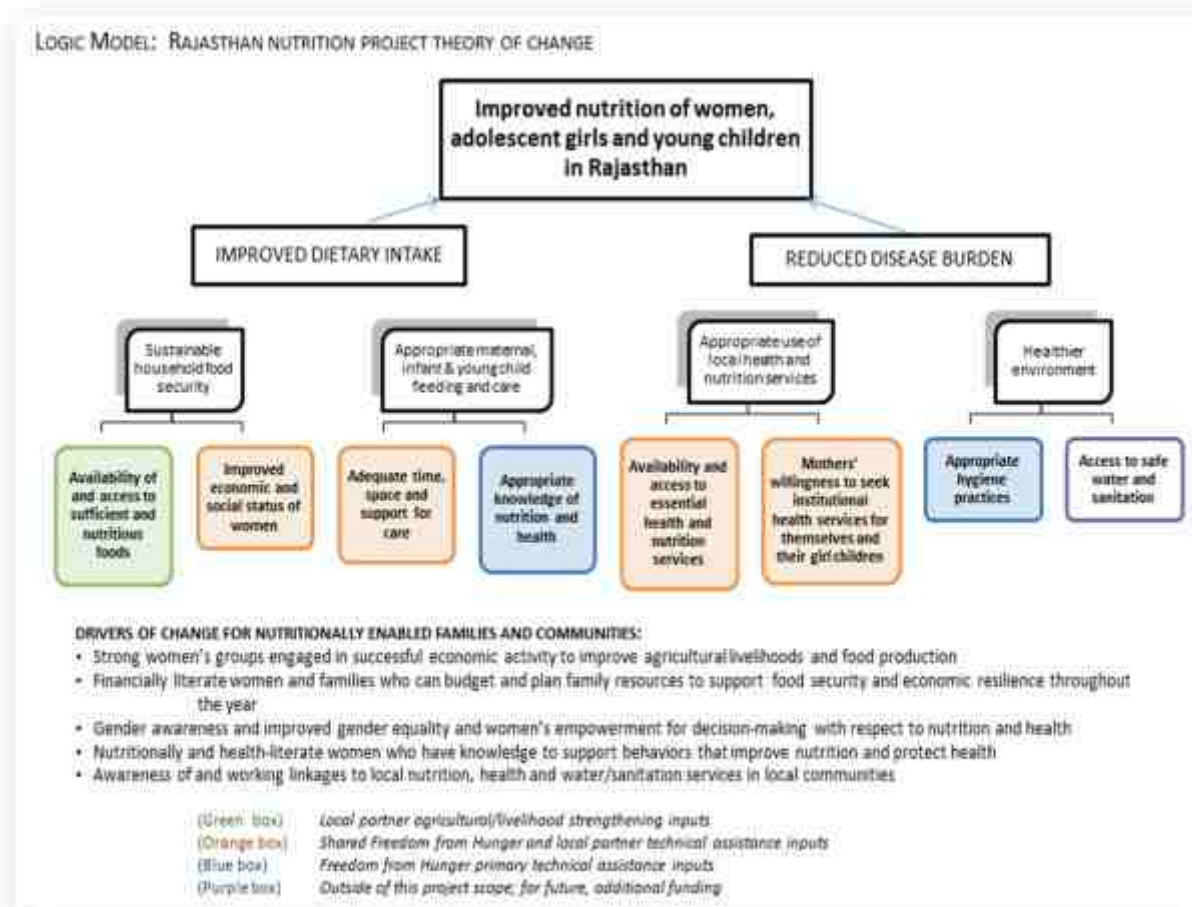 LOGIC MODEL: RAJASTHAN NUTRITION PROJECT THEORY OF CHANGE
Improved nutrition of women,
adolescent girls and young children
in Rajasthan
IMPROVED DIETARY INTAKE
REDUCED DISEASE BURDEN
Sustainable
household food
security
Appropriate maternal,
infant & young child
feeding and care
Appropriate use of
local health and
nutrition services
Healthier
environment
Availability of
and access to
sufficient and
nutritious
foods
Improved
economic and
social status of
women
Adequate time,
space and
support for
care
Appropriate
knowledge of
nutrition and
health
Availability and
access to
essential
health and
nutrition
services
Mothers'
willingness to seek
institutional
health services for
themselves and
their girl children
Appropriate
hygiene
practices
Access to safe
water and
sanitation
DRIVERS OF CHANGE FOR NUTRITIONALLY ENABLED FAMILIES AND COMMUNITIES:
• Strong women's groups engaged in successful economic activity to improve agricultural livelihoods and food production
• Financially literate women and families who can budget and plan family resources to support food security and economic resilience throughout
the year
• Gender awareness and improved gender equality and women's empowerment for decision-making with respect to nutrition and health
• Nutritionally and health-literate women who have knowledge to support behaviors that improve nutrition and protect health
• Awareness of and working linkages to local nutrition, health and water/sanitation services in local communities
(Green box) Local partner agricultural/livelihood strengthening inputs
(Orange box) Shared Freedom from Hunger and local partner technical assistance inputs
(Blue box) Freedom from Hunger primary technical assistance inputs
(Purple box) Outside of this project scope; for future, additional funding